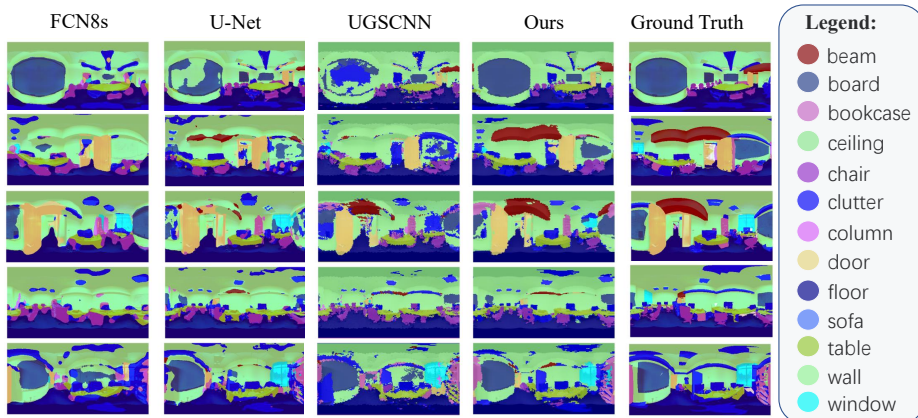 FCN8s U-Net UGSCNN Ours Ground Truth
Legend:
beam
board
bookcase
ceiling
chair
clutter
column
door
floor
sofa
table
wall
window